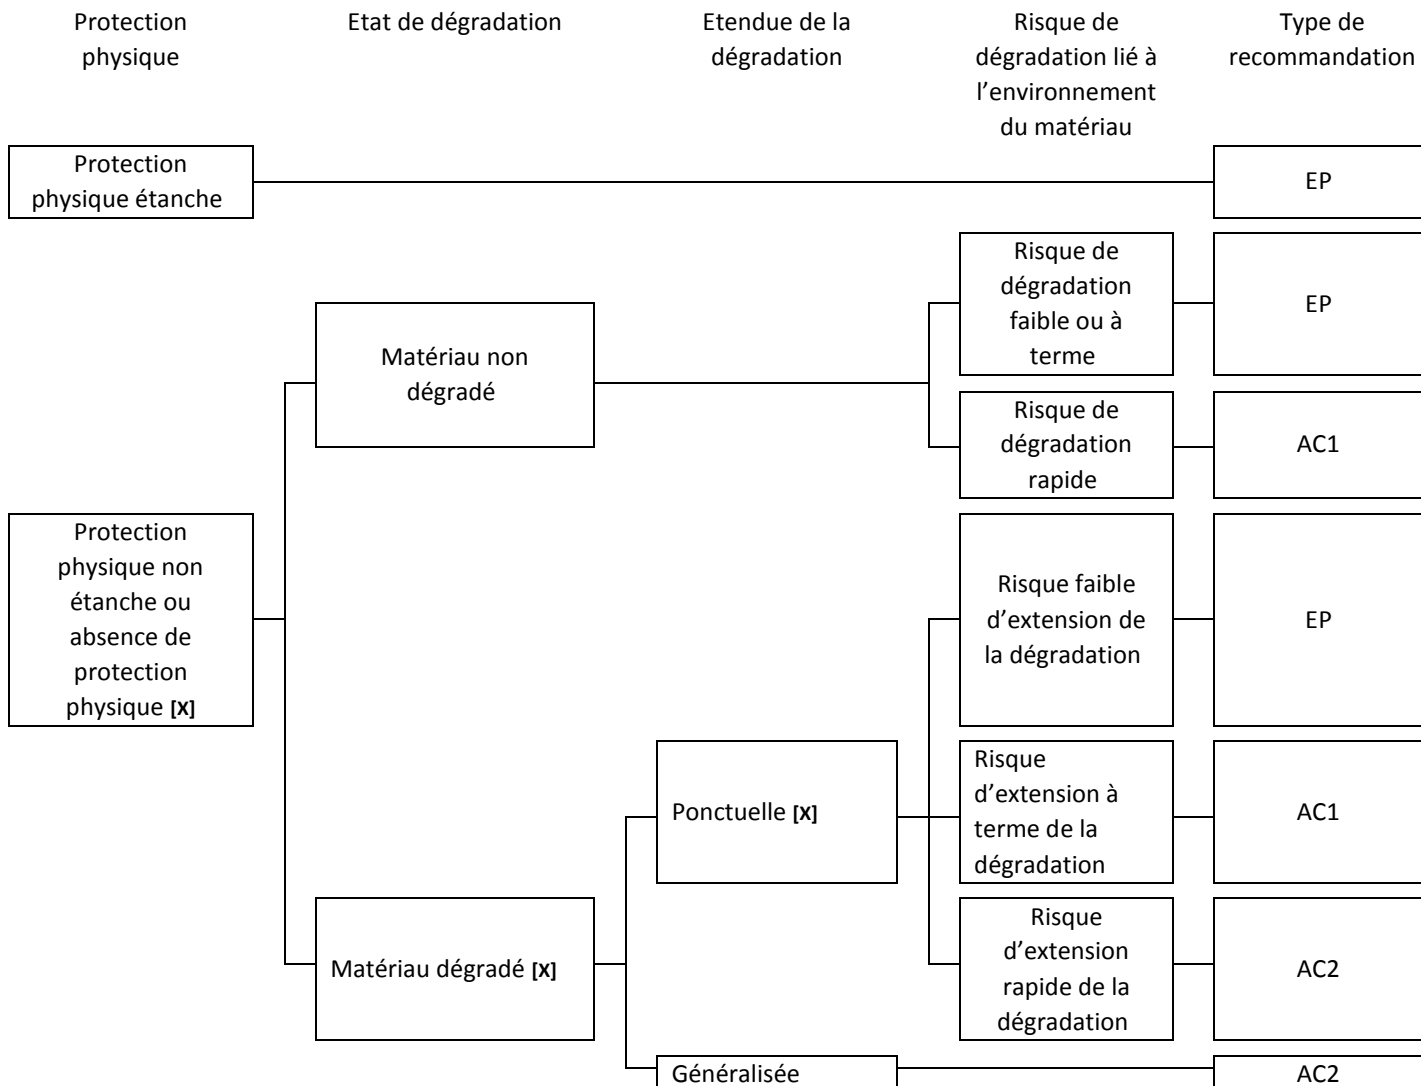 Protection
physique
Etat de dégradation
Etendue de la
dégradation
Risque de
dégradation lié à
l’environnement
du matériau
Type de
recommandation
Protection
physique étanche
EP
Risque de
dégradation
faible ou à
terme
EP
Matériau non
dégradé
Risque de
dégradation
rapide
AC1
Protection
physique non
étanche ou
absence de
protection
physique [X]
Risque faible
d’extension de
la dégradation
EP
Ponctuelle [X]
Risque
d’extension à
terme de la
dégradation
AC1
Matériau dégradé [X]
Risque
d’extension
rapide de la
dégradation
AC2
Généralisée
AC2